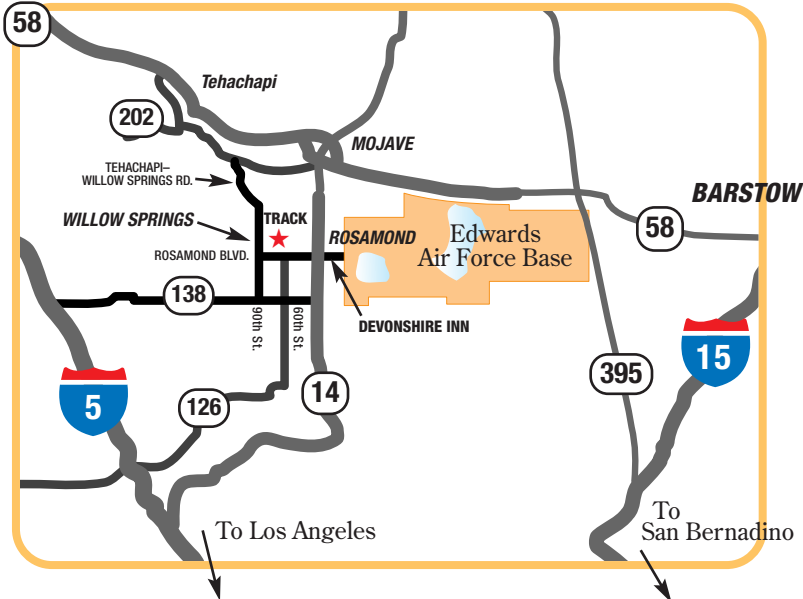 58
Tehachapi
202
MOJAVE
TEHACHAPI–
WILLOW SPRINGS RD.
BARSTOW
WILLOW SPRINGS
TRACK
ROSAMOND
Edwards
Air Force Base
58
ROSAMOND BLVD.
138
90th St.
60th St.
DEVONSHIRE INN
15
395
5
126
14
To Los Angeles
To
San Bernadino